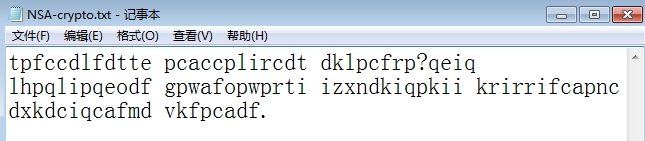 NSA-crypto.txt - 记事本
文件(F) 编辑(E) 格式(O) 查看(V) 帮助(H)
tpfccdlfdtte pcaccplircdt dklpcfrp?qeiq
lhpqlipqeodf gpwafopwprti izxndkiqpkii krirrifcapnc
dxkdciqcafmd vkfpcadf.